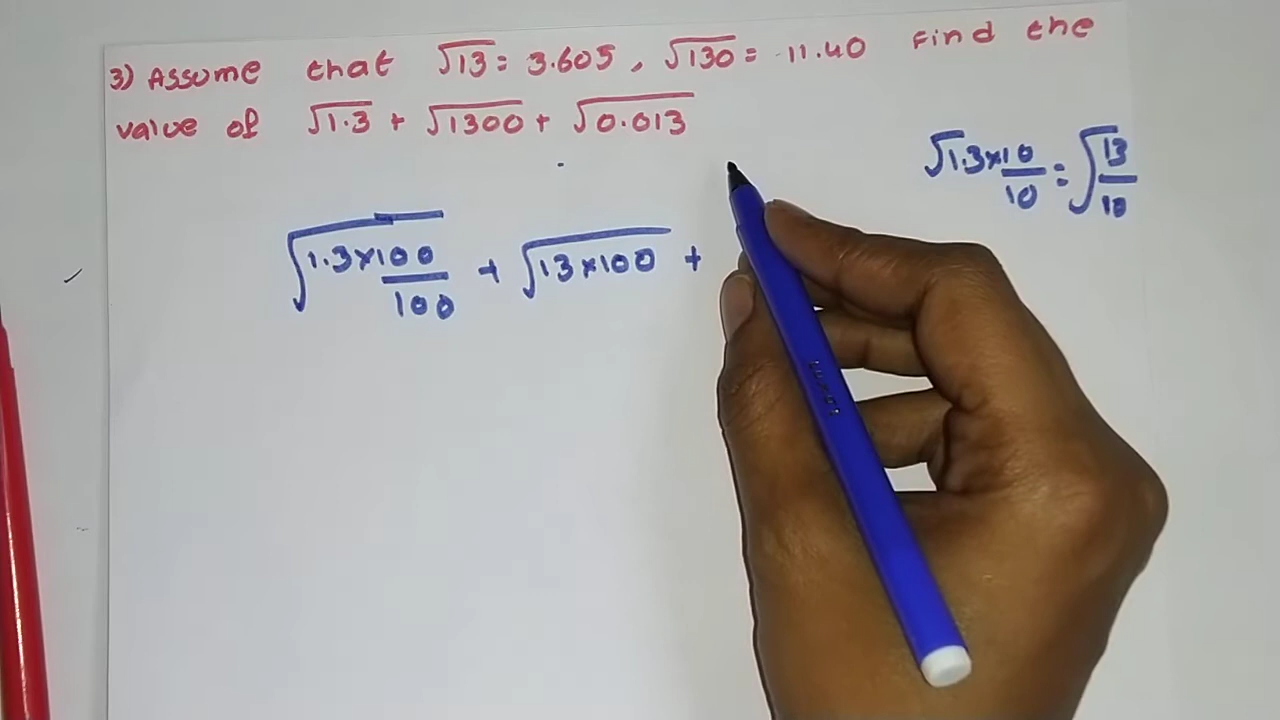 3) Assume that √13 = 3.605, √130 = 11.40 Find the
value of √1.3 + √1300 + √0.013
√1.3×10/10 = √13/10
√1.3×100/100 + √13×100 +